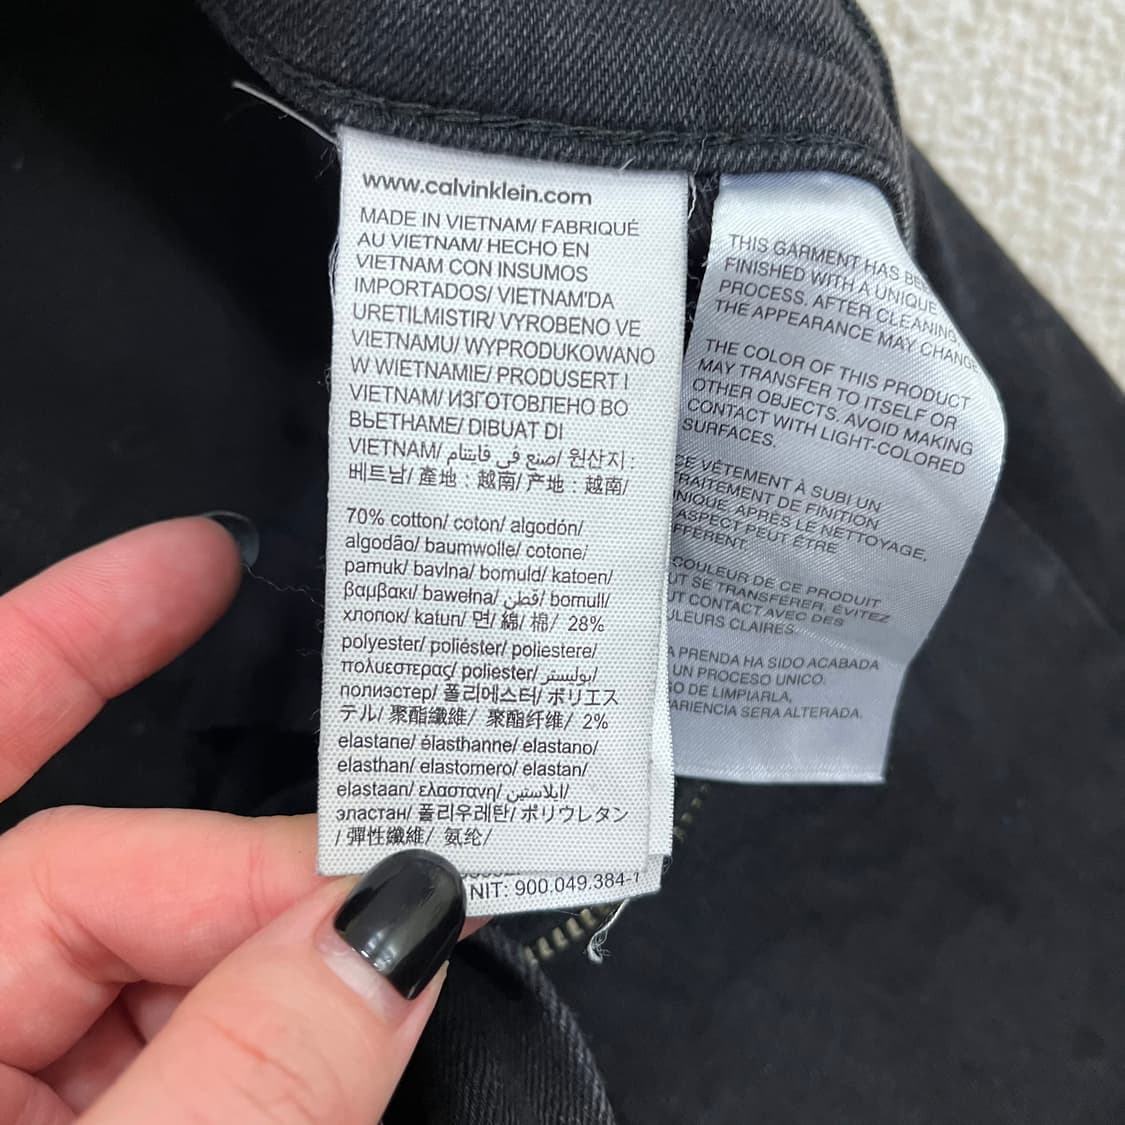 www.calvinklein.com
MADE IN VIETNAM/ FABRIQUÉ
AU VIETNAM/ HECHO EN
VIETNAM CON INSUMOS
IMPORTADOS/ VIETNAM'DA
URETILMISTIR/ VYROBENO VE
VIETNAMU/ WYPRODUKOWANO
W WIETNAMIE/ PRODUSERT I
VIETNAM/ ИЗГОТОВЛЕНО ВО
ВЬЕТНАМЕ/ DIBUAT DI
VIETNAM/ صنع في فايتنام/ 원산지 :
베트남/ 產地 : 越南/ 产地 : 越南/
70% cotton/ coton/ algodón/
algodão/ baumwolle/ cotone/
pamuk/ bavlna/ bomuld/ katoen/
βαμβακι/ bawełna/ قطن/ bomull/
хлопок/ katun/ 면/ 綿/ 棉/ 28%
polyester/ poliéster/ poliestere/
πολυεστερας/ poliester/ بوليستر/
полиэстер/ 폴리에스터/ ポリエス
テル/ 聚酯纖維/ 聚酯纤维/ 2%
elastane/ élasthanne/ elastano/
elasthan/ elastomero/ elastan/
elastaan/ ελαστανη/ ايلاستين/
эластан/ 폴리우레탄/ ポリウレタン
/ 彈性纖維/ 氨纶/
NIT: 900.049.384-1
THIS GARMENT HAS BE
FINISHED WITH A UNIQUE
PROCESS. AFTER CLEANING
THE APPEARANCE MAY CHANGE
THE COLOR OF THIS PRODUCT
MAY TRANSFER TO ITSELF OR
OTHER OBJECTS. AVOID MAKING
CONTACT WITH LIGHT-COLORED
SURFACES.
CE VÊTEMENT À SUBI UN
RAITEMENT DE FINITION
NIQUE. APRÈS LE NETTOYAGE,
ASPECT PEUT ÊTRE
FFÉRENT.
COULEUR DE CE PRODUIT
UT SE TRANSFÉRER. ÉVITEZ
UT CONTACT AVEC DES
ULEURS CLAIRES
A PRENDA HA SIDO ACABADA
UN PROCESO UNICO.
O DE LIMPIARLA,
ARIENCIA SERA ALTERADA.